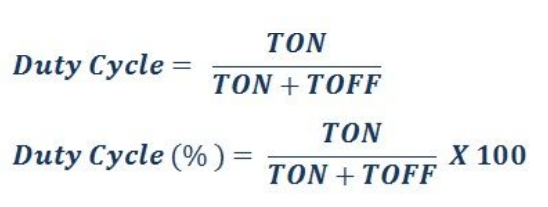 Duty Cycle = TON / TON + TOFF
Duty Cycle (%) = TON / TON + TOFF X 100